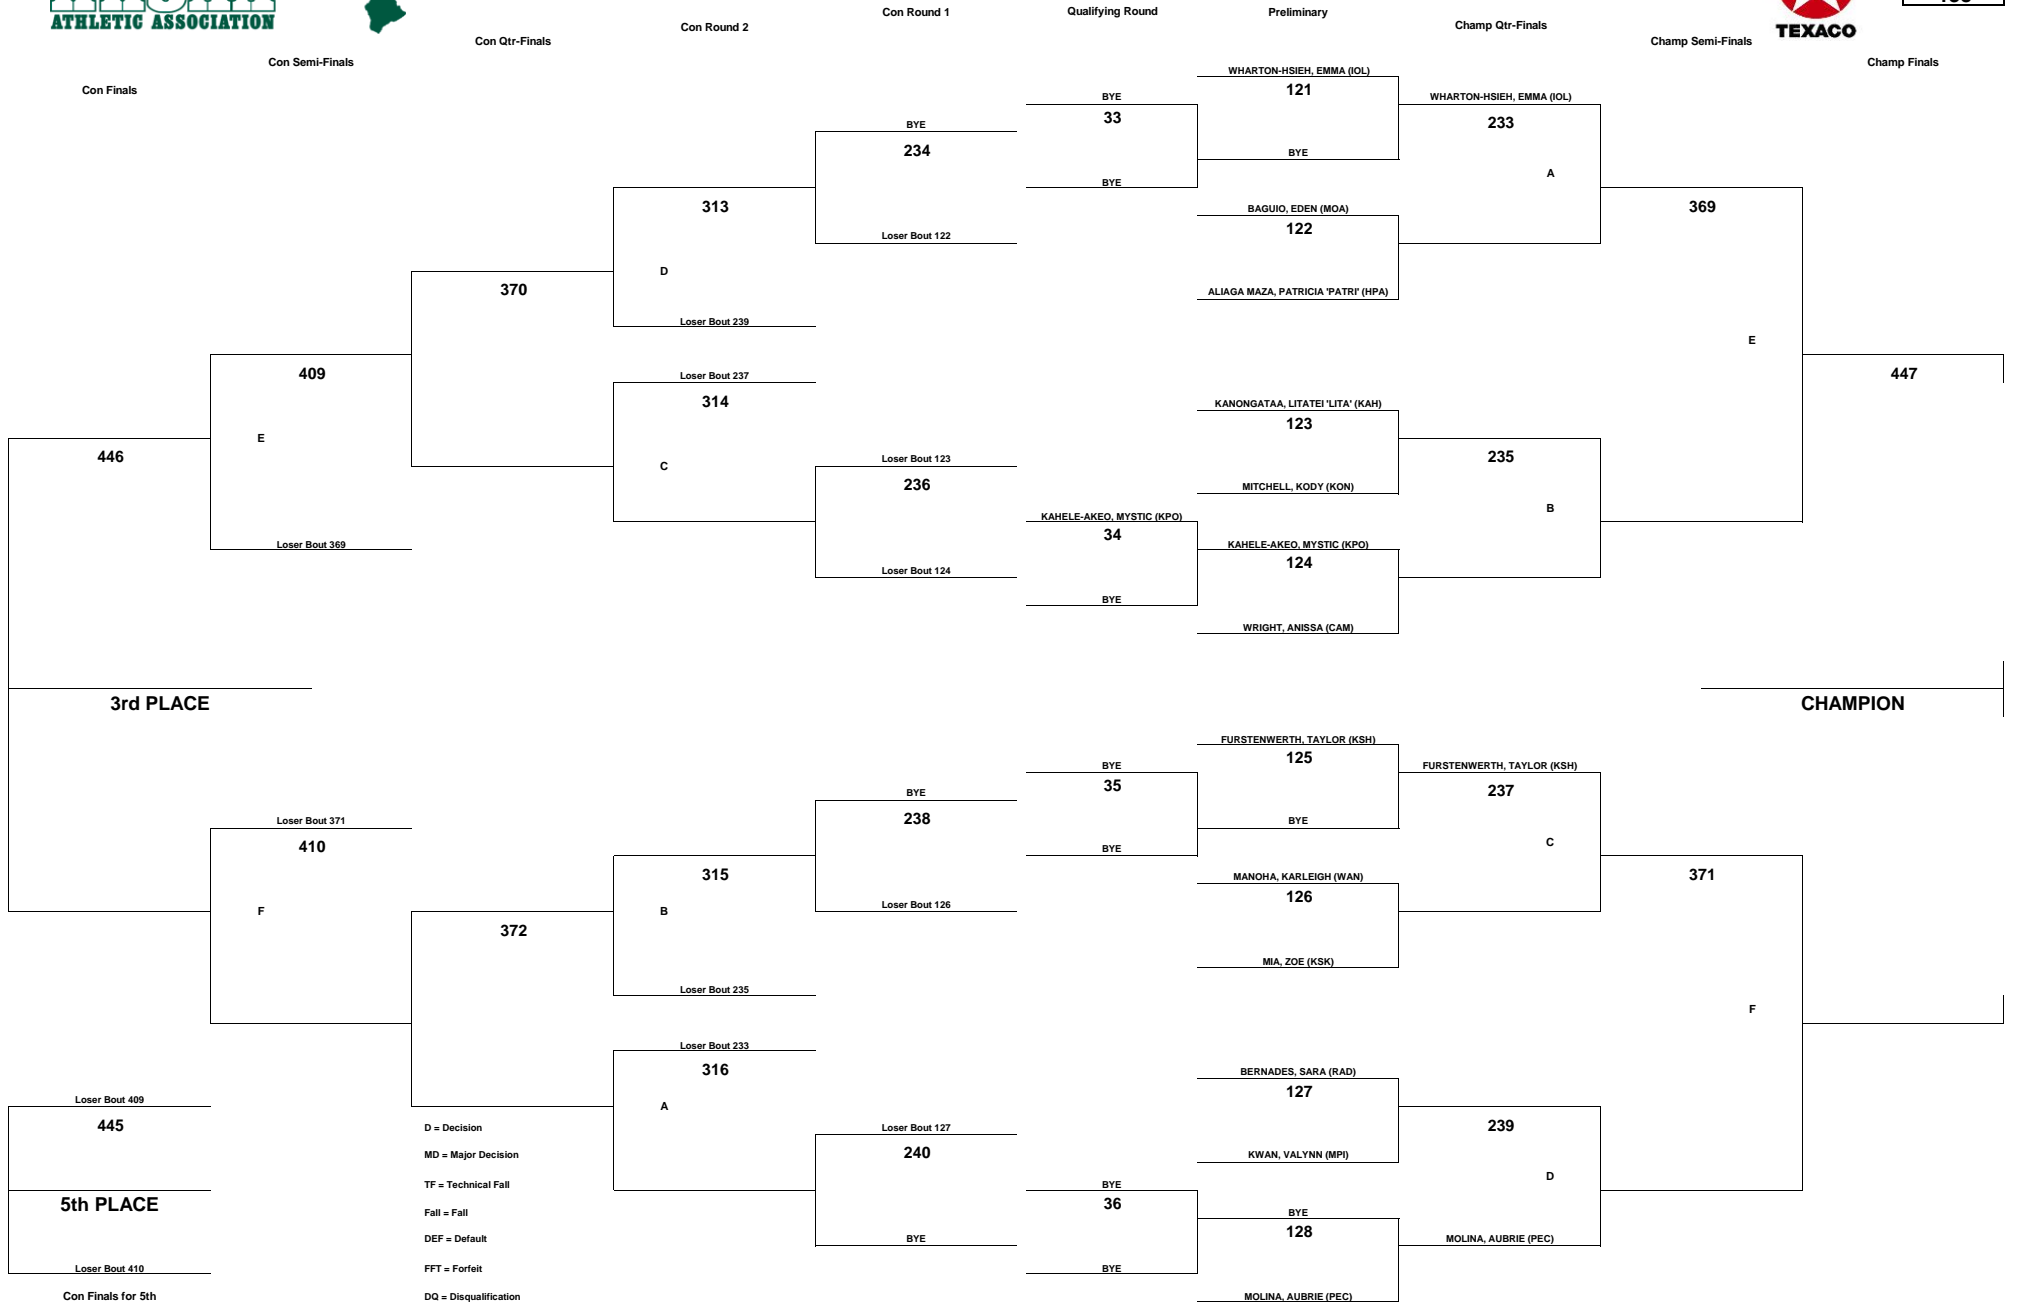 ATHLETIC ASSOCIATION
TEXACO
Con Finals
Con Semi-Finals
Con Qtr-Finals
Con Round 2
Con Round 1
Qualifying Round
Preliminary
Champ Qtr-Finals
Champ Semi-Finals
Champ Finals
WHARTON-HSIEH, EMMA (IOL)
121
BYE
WHARTON-HSIEH, EMMA (IOL)
33
233
BYE
234
BYE
BYE
A
BAGUIO, EDEN (MOA)
313
369
122
Loser Bout 122
D
370
ALIAGA MAZA, PATRICIA 'PATRI' (HPA)
Loser Bout 239
E
409
Loser Bout 237
447
314
KANONGATAA, LITATEI 'LITA' (KAH)
123
E
446
Loser Bout 123
235
C
236
MITCHELL, KODY (KON)
B
KAHELE-AKEO, MYSTIC (KPO)
34
Loser Bout 369
KAHELE-AKEO, MYSTIC (KPO)
124
Loser Bout 124
BYE
WRIGHT, ANISSA (CAM)
3rd PLACE
CHAMPION
FURSTENWERTH, TAYLOR (KSH)
125
BYE
FURSTENWERTH, TAYLOR (KSH)
35
237
BYE
238
Loser Bout 371
BYE
410
BYE
C
315
MANOHA, KARLEIGH (WAN)
371
126
Loser Bout 126
F
B
372
MIA, ZOE (KSK)
Loser Bout 235
F
Loser Bout 233
316
BERNADES, SARA (RAD)
127
Loser Bout 409
A
445
D = Decision
Loser Bout 127
239
240
MD = Major Decision
KWAN, VALYNN (MPI)
D
TF = Technical Fall
BYE
5th PLACE
36
Fall = Fall
BYE
128
DEF = Default
BYE
MOLINA, AUBRIE (PEC)
Loser Bout 410
FFT = Forfeit
BYE
Con Finals for 5th
DQ = Disqualification
MOLINA, AUBRIE (PEC)